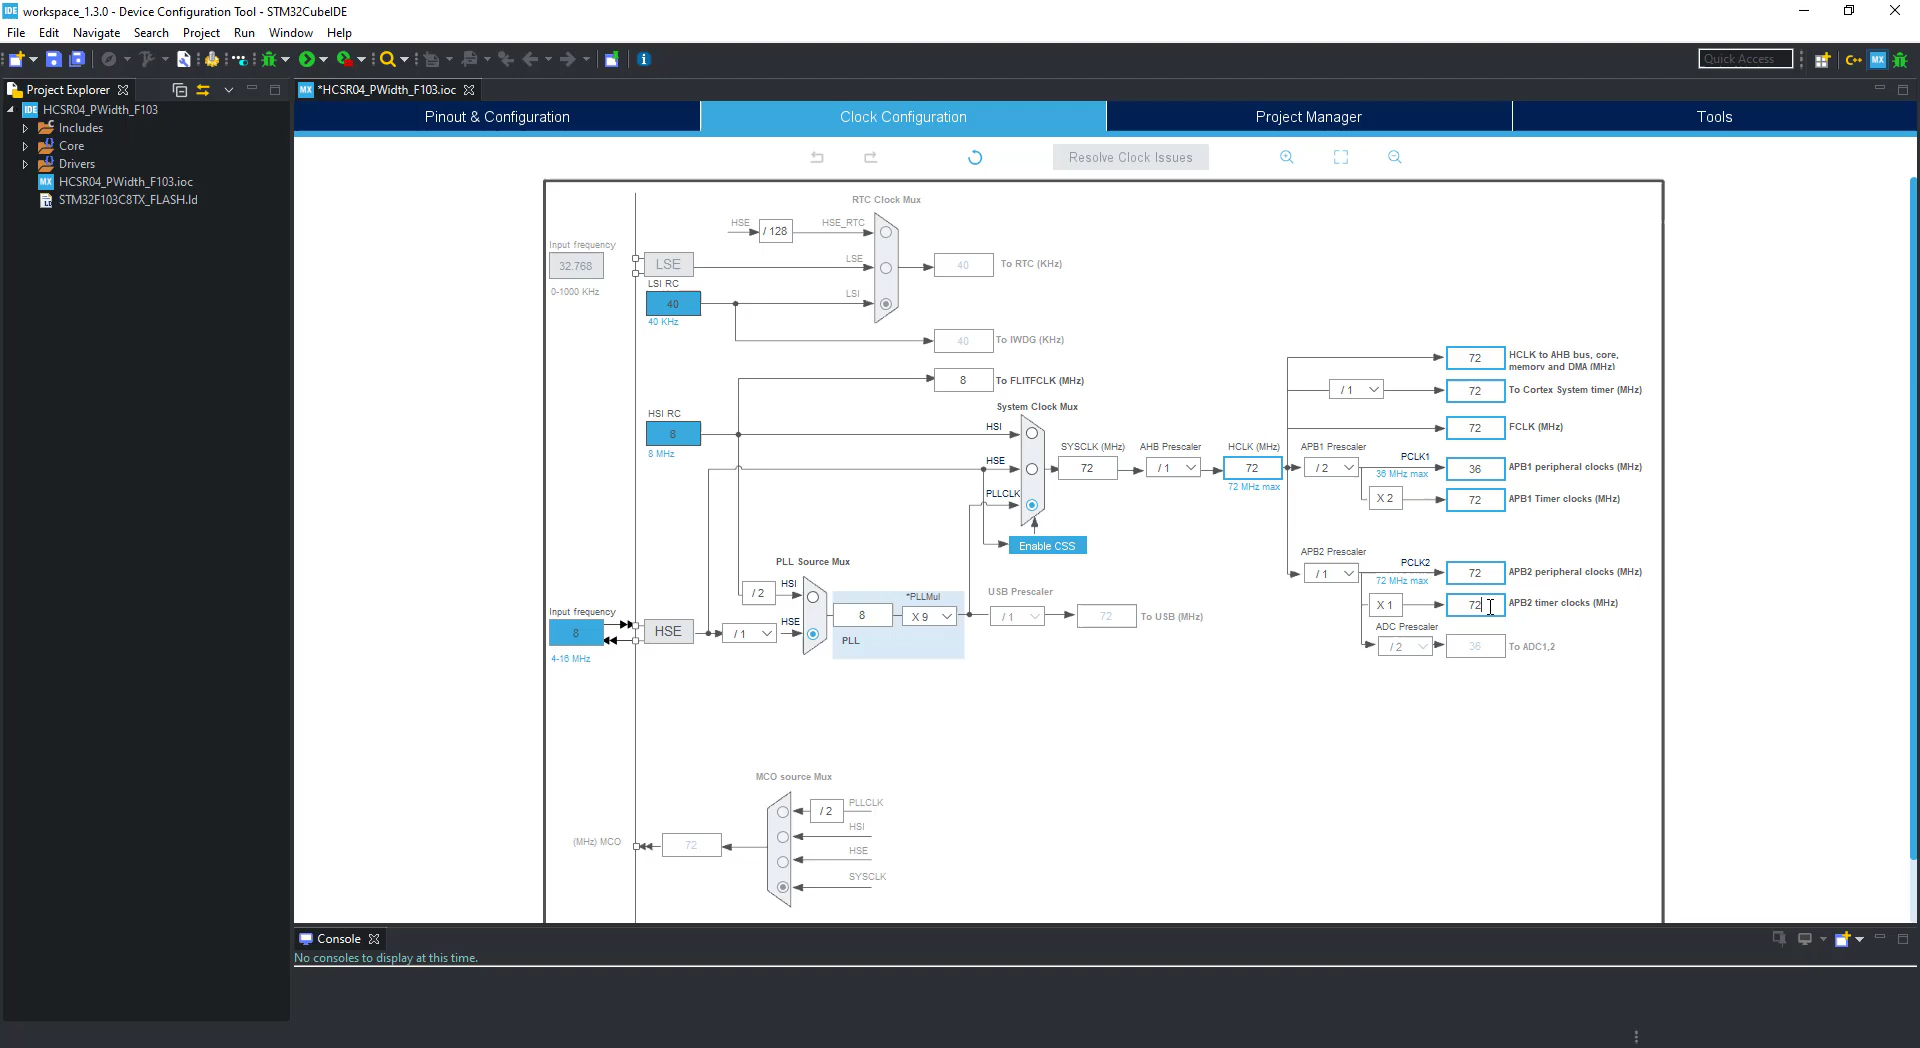 IDE workspace_1.3.0 - Device Configuration Tool - STM32CubeIDE
File Edit Navigate Search Project Run Window Help
Quick Access
Project Explorer
MX *HCSR04_PWidth_F103.ioc
IDE HCSR04_PWidth_F103
Includes
Core
Drivers
MX HCSR04_PWidth_F103.ioc
STM32F103C8TX_FLASH.ld
Pinout & Configuration
Clock Configuration
Project Manager
Tools
Resolve Clock Issues
RTC Clock Mux
HSE
/ 128
HSE_RTC
Input frequency
32.768
0-1000 KHz
LSE
LSE
40
To RTC (KHz)
LSI RC
40
40 KHz
LSI
40
To IWDG (KHz)
8
To FLITFCLK (MHz)
System Clock Mux
HSI RC
8
8 MHz
HSI
HSE
PLLCLK
Enable CSS
SYSCLK (MHz)
72
AHB Prescaler
/ 1
HCLK (MHz)
72
72 MHz max
72
HCLK to AHB bus, core,
memory and DMA (MHz)
/ 1
72
To Cortex System timer (MHz)
72
FCLK (MHz)
APB1 Prescaler
/ 2
PCLK1
36 MHz max
36
APB1 peripheral clocks (MHz)
X 2
72
APB1 Timer clocks (MHz)
APB2 Prescaler
/ 1
PCLK2
72 MHz max
72
APB2 peripheral clocks (MHz)
X 1
72
APB2 timer clocks (MHz)
ADC Prescaler
/ 2
36
To ADC1,2
PLL Source Mux
/ 2
HSI
Input frequency
8
4-16 MHz
HSE
/ 1
HSE
8
*PLLMul
X 9
PLL
USB Prescaler
/ 1
72
To USB (MHz)
MCO source Mux
/ 2
PLLCLK
HSI
HSE
SYSCLK
(MHz) MCO
72
Console
No consoles to display at this time.